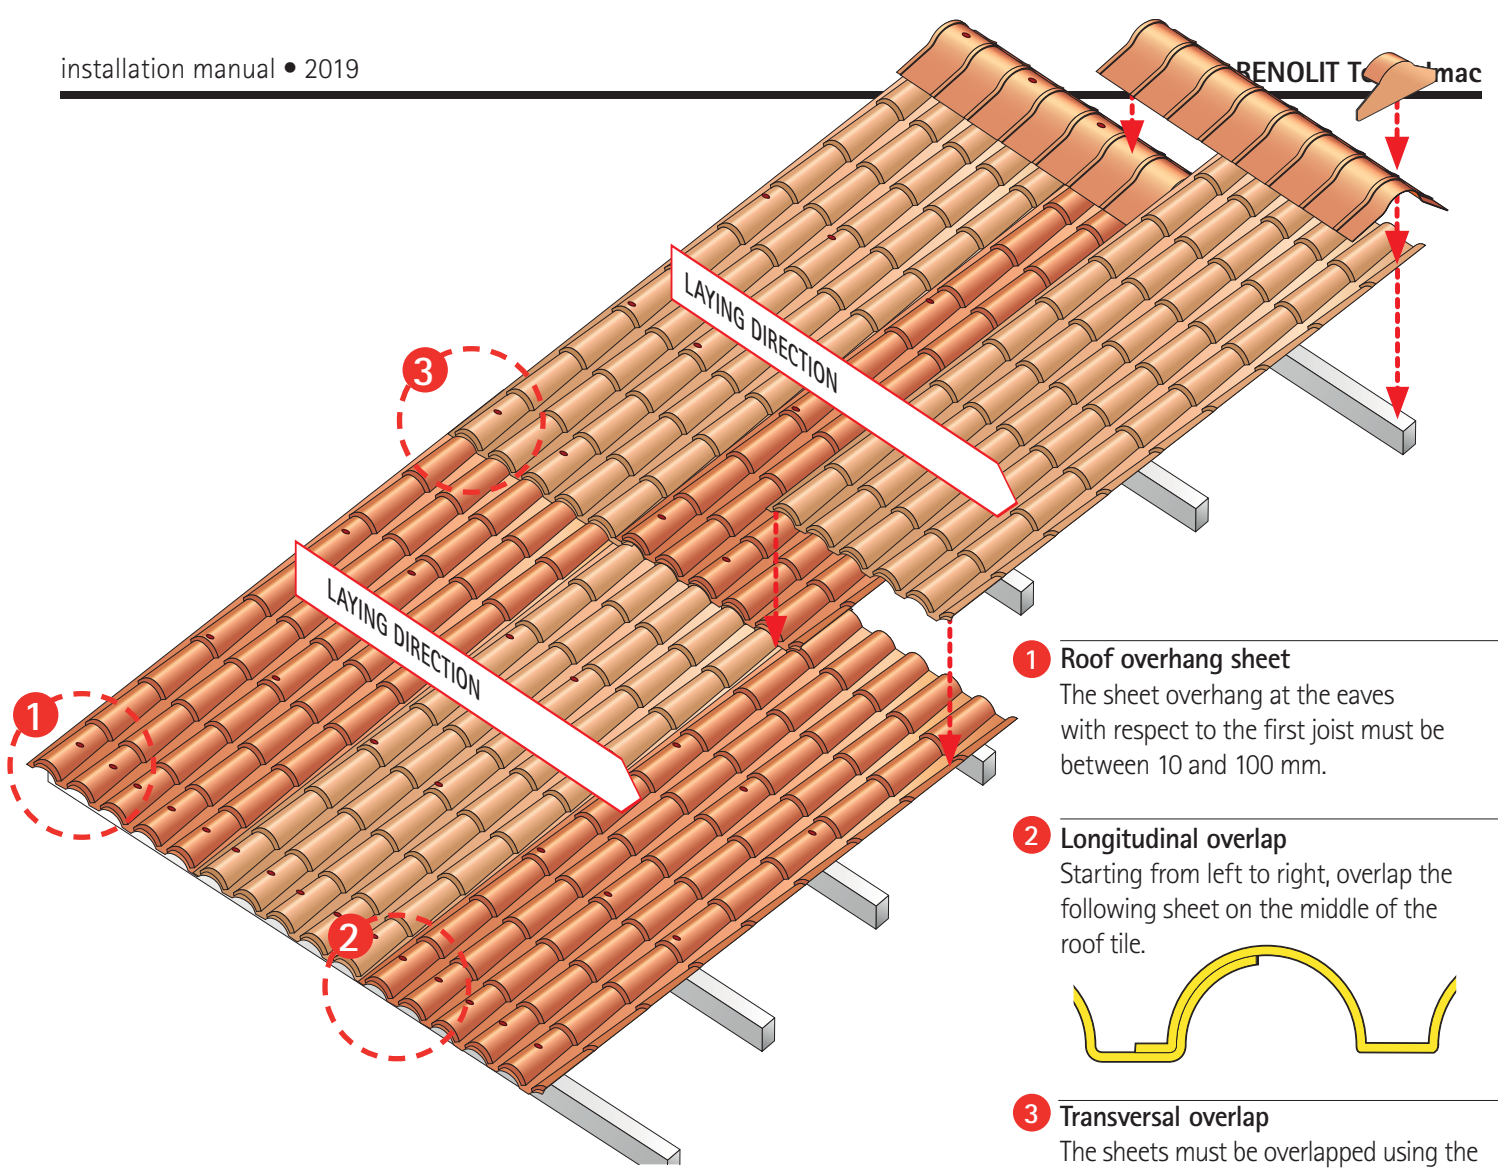 installation manual • 2019
RENOLIT
LAYING DIRECTION
3
LAYING DIRECTION
1
2
1 Roof overhang sheet
The sheet overhang at the eaves
with respect to the first joist must be
between 10 and 100 mm.
2 Longitudinal overlap
Starting from left to right, overlap the
following sheet on the middle of the
roof tile.
3 Transversal overlap
The sheets must be overlapped using the